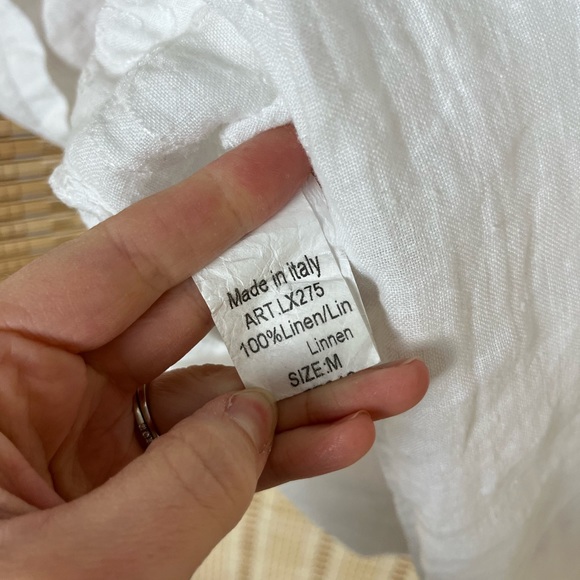 Made in italy
ART.LX275
100%Linen/Lin
Linnen
SIZE:M